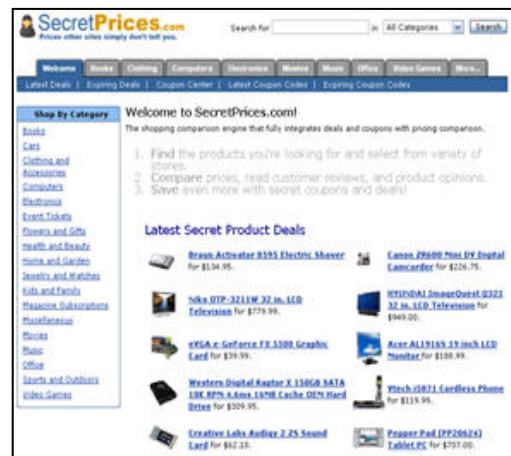 SecretPrices.com
Prices other sites simply don't tell you.
Search for in All Categories Search
Welcome Books Clothing Computers Electronics Movies Music Office Video Games More...
Latest Deals | Expiring Deals | Coupon Center | Latest Coupon Codes | Expiring Coupon Codes
Shop By Category
Books
Cars
Clothing and
Accessories
Computers
Electronics
Event Tickets
Flowers and Gifts
Health and Beauty
Home and Garden
Jewelry and Watches
Kids and Family
Magazine Subscriptions
Miscellaneous
Movies
Music
Office
Sports and Outdoors
Video Games
Welcome to SecretPrices.com!
The shopping comparison engine that fully integrates deals and coupons with pricing comparison.
1. Find the products you're looking for and select from variety of
stores.
2. Compare prices, read customer reviews, and product opinions.
3. Save even more with secret coupons and deals!
Latest Secret Product Deals
Braun Activator 8595 Electric Shaver
for $134.95.
Canon ZR600 Mini DV Digital
Camcorder for $226.75.
Niko DTP-3211W 32 in. LCD
Television for $779.99.
HYUNDAI ImageQuest Q321
32 in. LCD Television for
$949.00.
eVGA e-GeForce FX 5500 Graphic
Card for $39.99.
Acer AL1916S 19 inch LCD
Monitor for $188.99.
Western Digital Raptor X 150GB SATA
10K RPM 4.6ms 16MB Cache OEM Hard
Drive for $209.95.
Vtech i5871 Cordless Phone
for $119.99.
Creative Labs Audigy 2 ZS Sound
Card for $62.10.
Pepper Pad (PP20624)
Tablet PC for $707.00.